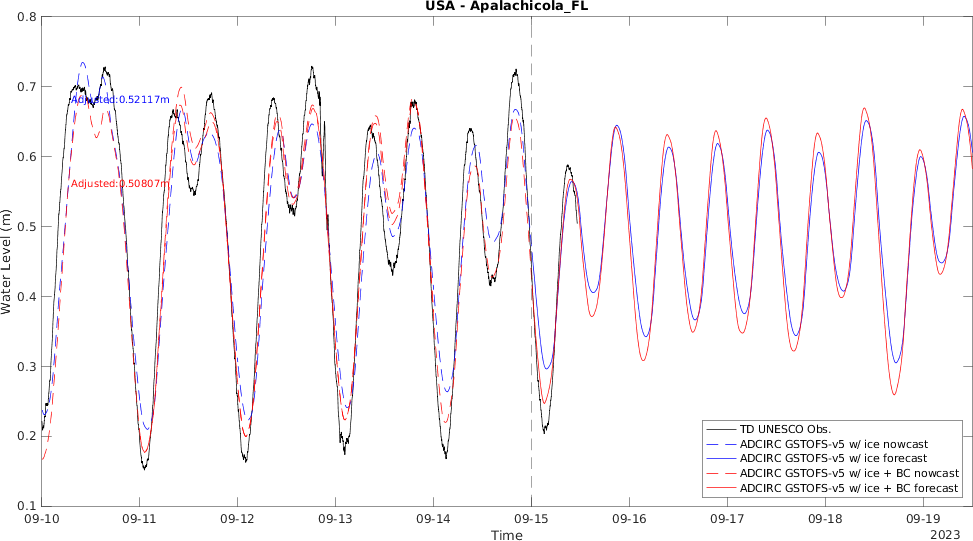 USA - Apalachicola_FL
0.8
0.7
0.6
0.5
0.4
0.3
0.2
0.1
Water Level (m)
Adjusted:0.52117m
Adjusted:0.50807m
TD UNESCO Obs.
ADCIRC GSTOFS-v5 w/ ice nowcast
ADCIRC GSTOFS-v5 w/ ice forecast
ADCIRC GSTOFS-v5 w/ ice + BC nowcast
ADCIRC GSTOFS-v5 w/ ice + BC forecast
09-10 09-11 09-12 09-13 09-14 09-15 09-16 09-17 09-18 09-19
Time
2023